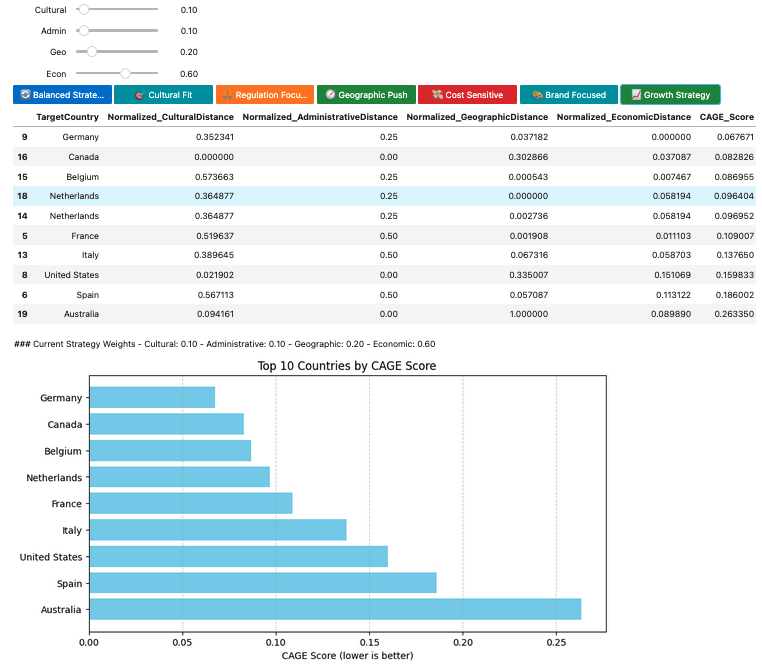 Cultural 0.10
Admin 0.10
Geo 0.20
Econ 0.60
Balanced Strate... Cultural Fit Regulation Focu... Geographic Push Cost Sensitive Brand Focused Growth Strategy
TargetCountry Normalized_CulturalDistance Normalized_AdministrativeDistance Normalized_GeographicDistance Normalized_EconomicDistance CAGE_Score
9 Germany 0.352341 0.25 0.037182 0.000000 0.067671
16 Canada 0.000000 0.00 0.302866 0.037087 0.082826
15 Belgium 0.573663 0.25 0.000543 0.007467 0.086955
18 Netherlands 0.364877 0.25 0.000000 0.058194 0.096404
14 Netherlands 0.364877 0.25 0.002736 0.058194 0.096952
5 France 0.519637 0.50 0.001908 0.011103 0.109007
13 Italy 0.389645 0.50 0.067316 0.058703 0.137650
8 United States 0.021902 0.00 0.335007 0.151069 0.159833
6 Spain 0.567113 0.50 0.057087 0.113122 0.186002
19 Australia 0.094161 0.00 1.000000 0.089890 0.263350
### Current Strategy Weights - Cultural: 0.10 - Administrative: 0.10 - Geographic: 0.20 - Economic: 0.60
Top 10 Countries by CAGE Score
Germany
Canada
Belgium
Netherlands
France
Italy
United States
Spain
Australia
0.00 0.05 0.10 0.15 0.20 0.25
CAGE Score (lower is better)